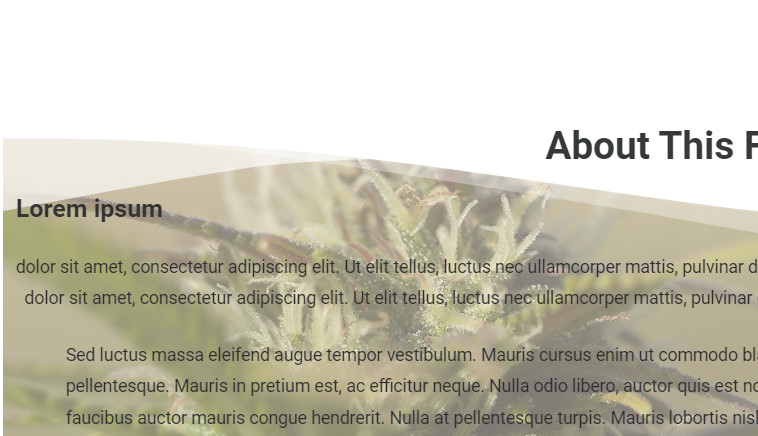 About This
Lorem ipsum
dolor sit amet, consectetur adipiscing elit. Ut elit tellus, luctus nec ullamcorper mattis, pulvinar
dolor sit amet, consectetur adipiscing elit. Ut elit tellus, luctus nec ullamcorper mattis, pulvinar
Sed luctus massa eleifend augue tempor vestibulum. Mauris cursus enim ut commodo
pellentesque. Mauris in pretium est, ac efficitur neque. Nulla odio libero, auctor quis est
faucibus auctor mauris congue hendrerit. Nulla at pellentesque turpis. Mauris lobortis